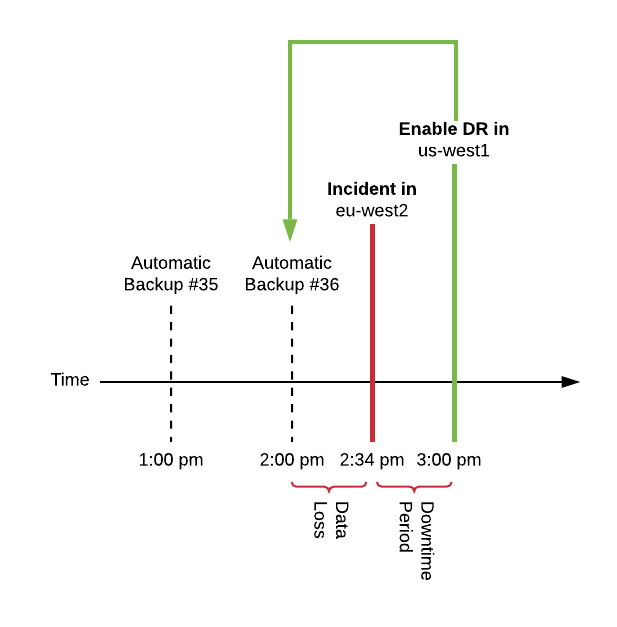 Enable DR in
us-west1
Incident in
eu-west2
Automatic
Backup #35
Automatic
Backup #36
Time
1:00 pm
2:00 pm
2:34 pm
3:00 pm
Data
Loss
Downtime
Period